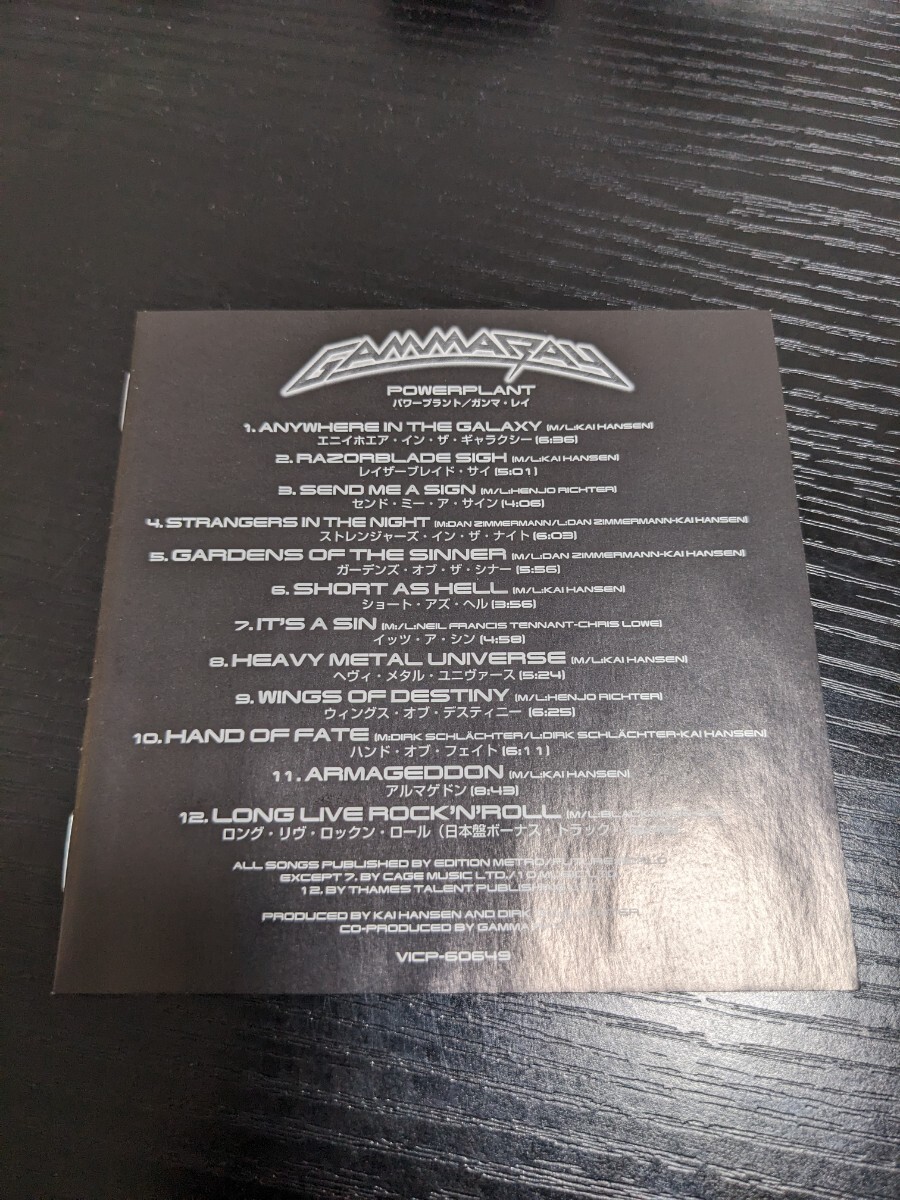 GAMMARAY
POWERPLANT
パワープラント／ガンマ・レイ
1. ANYWHERE IN THE GALAXY (M/L:KAI HANSEN)
エニイホエア・イン・ザ・ギャラクシー (6:36)
2. RAZORBLADE SIGH (M/L:KAI HANSEN)
レイザーブレイド・サイ (5:01)
3. SEND ME A SIGN (M/L:HENJO RICHTER)
センド・ミー・ア・サイン (4:06)
4. STRANGERS IN THE NIGHT (M:DAN ZIMMERMANN/L:DAN ZIMMERMANN-KAI HANSEN)
ストレンジャーズ・イン・ザ・ナイト (6:03)
5. GARDENS OF THE SINNER (M/L:DAN ZIMMERMANN-KAI HANSEN)
ガーデンズ・オブ・ザ・シナー (5:56)
6. SHORT AS HELL (M/L:KAI HANSEN)
ショート・アズ・ヘル (3:56)
7. IT'S A SIN (M:/L:NEIL FRANCIS TENNANT-CHRIS LOWE)
イッツ・ア・シン (4:58)
8. HEAVY METAL UNIVERSE (M/L:KAI HANSEN)
ヘヴィ・メタル・ユニヴァース (5:24)
9. WINGS OF DESTINY (M/L:HENJO RICHTER)
ウィングス・オブ・デスティニー (6:25)
10. HAND OF FATE (M:DIRK SCHLÄCHTER/L:DIRK SCHLÄCHTER-KAI HANSEN)
ハンド・オブ・フェイト (6:11)
11. ARMAGEDDON (M/L:KAI HANSEN)
アルマゲドン (8:43)
12. LONG LIVE ROCK'N'ROLL
ロング・リヴ・ロックン・ロール（日本盤ボーナス・トラック）
ALL SONGS PUBLISHED BY EDITION METRO/FUTURE
EXCEPT 7. BY CAGE MUSIC LTD./10
12. BY THAMES TALENT
PRODUCED BY KAI HANSEN AND DIRK
CO-PRODUCED BY
VICP-60649